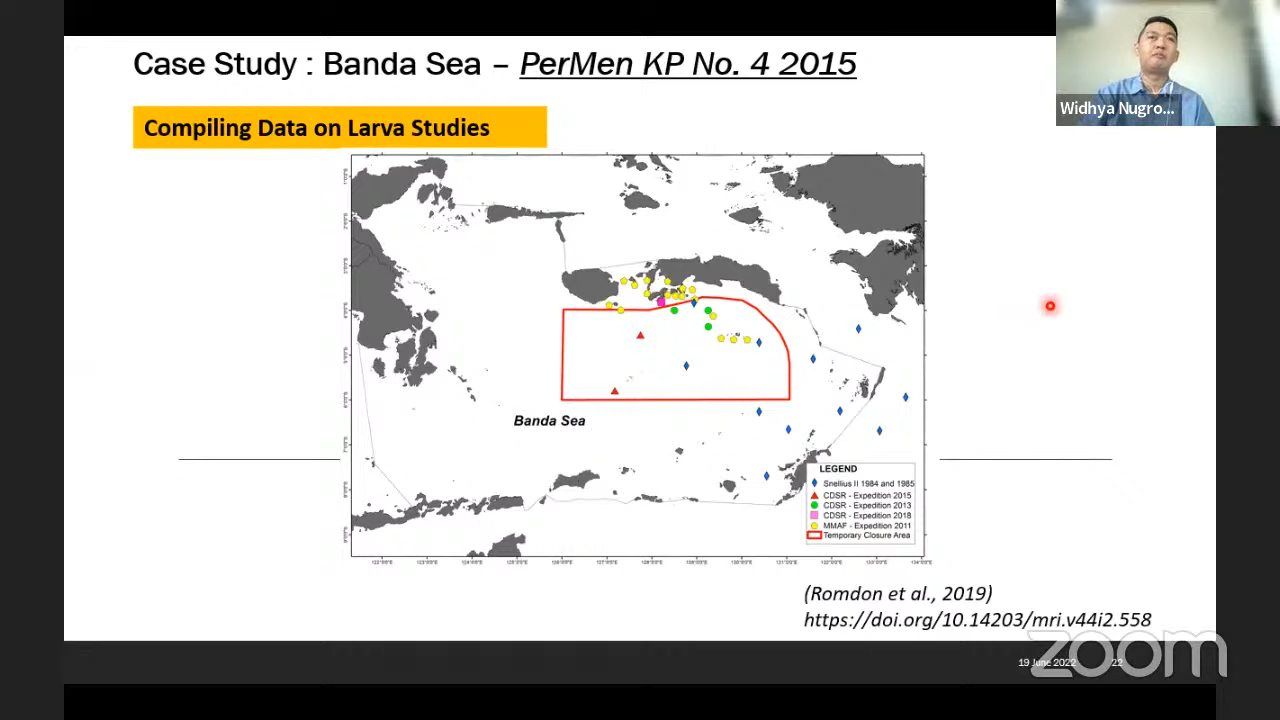 Case Study : Banda Sea – PerMen KP No. 4 2015
Widhya Nugro...
Compiling Data on Larva Studies
Banda Sea
LEGEND
Snellius II 1984 and 1985
CDSR - Expedition 2015
CDSR - Expedition 2013
CDSR - Expedition 2018
MMAF - Expedition 2011
Temporary Closure Area
(Romdon et al., 2019)
https://doi.org/10.14203/mri.v44i2.558
19 June 2022 22
zoom